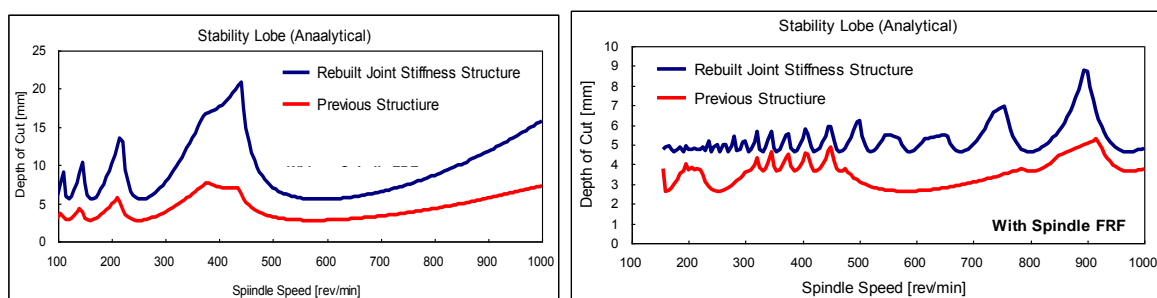 Stability Lobe (Anaalytical)
25
20
15
10
5
0
Depth of Cut [mm]
Rebuilt Joint Stiffness Structure
Previous Structiure
100 200 300 400 500 600 700 800 900 1000
Spiindle Speed [rev/min]
Stability Lobe (Analytical)
10
9
8
7
6
5
4
3
2
1
0
Depth of Cut [mm]
Rebuilt Joint Stiffness Structure
Previous Structiure
With Spindle FRF
100 200 300 400 500 600 700 800 900 1000
Spindle Speed [rev/min]